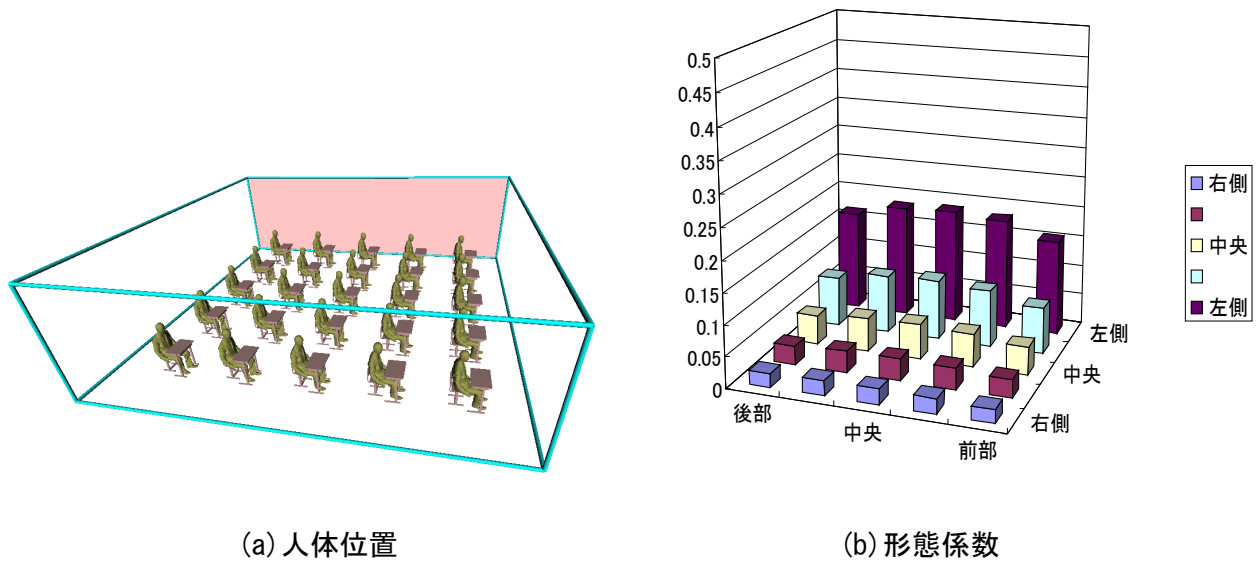 0.5
0.45
0.4
0.35
0.3
0.25
0.2
0.15
0.1
0.05
0
後部
中央
前部
右側
中央
左側
右側
中央
左側
(a) 人体位置
(b) 形態係数